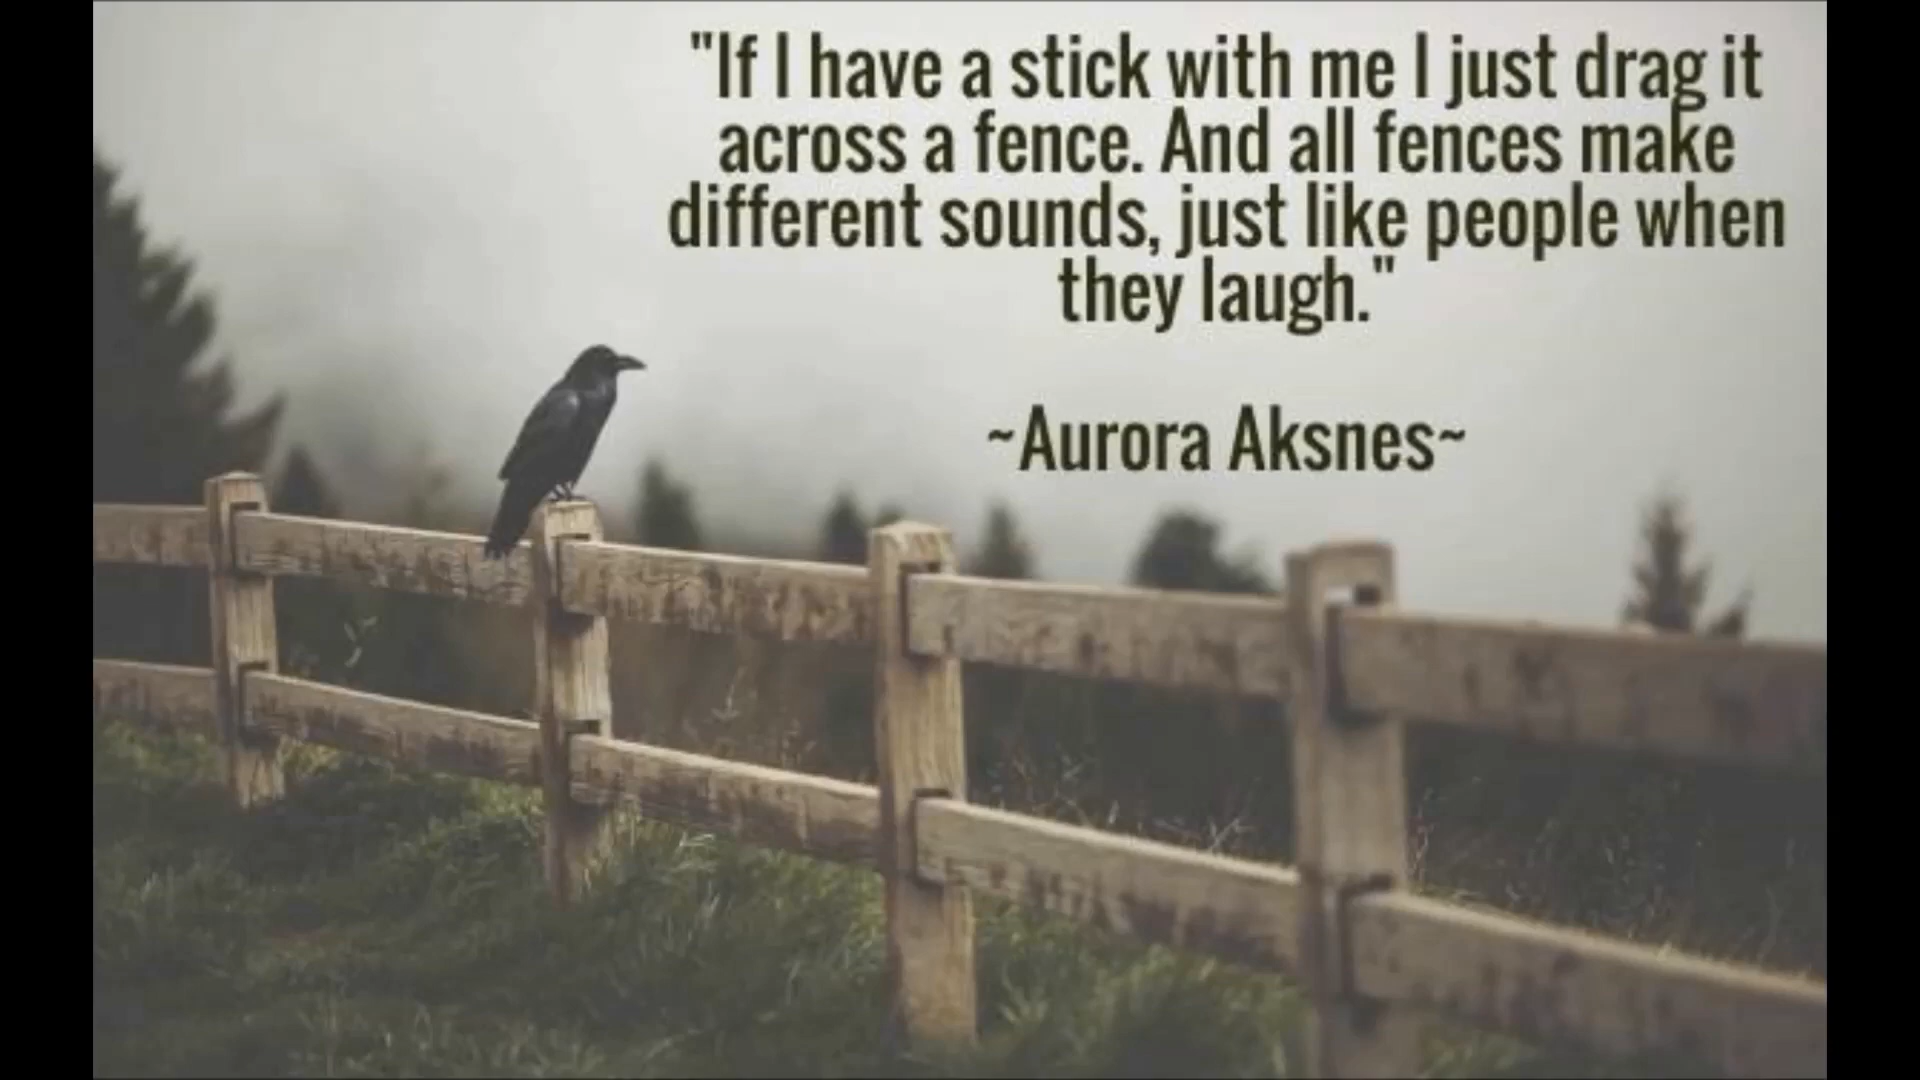 "If I have a stick with me I just drag it
across a fence. And all fences make
different sounds, just like people when
they laugh."
~Aurora Aksnes~